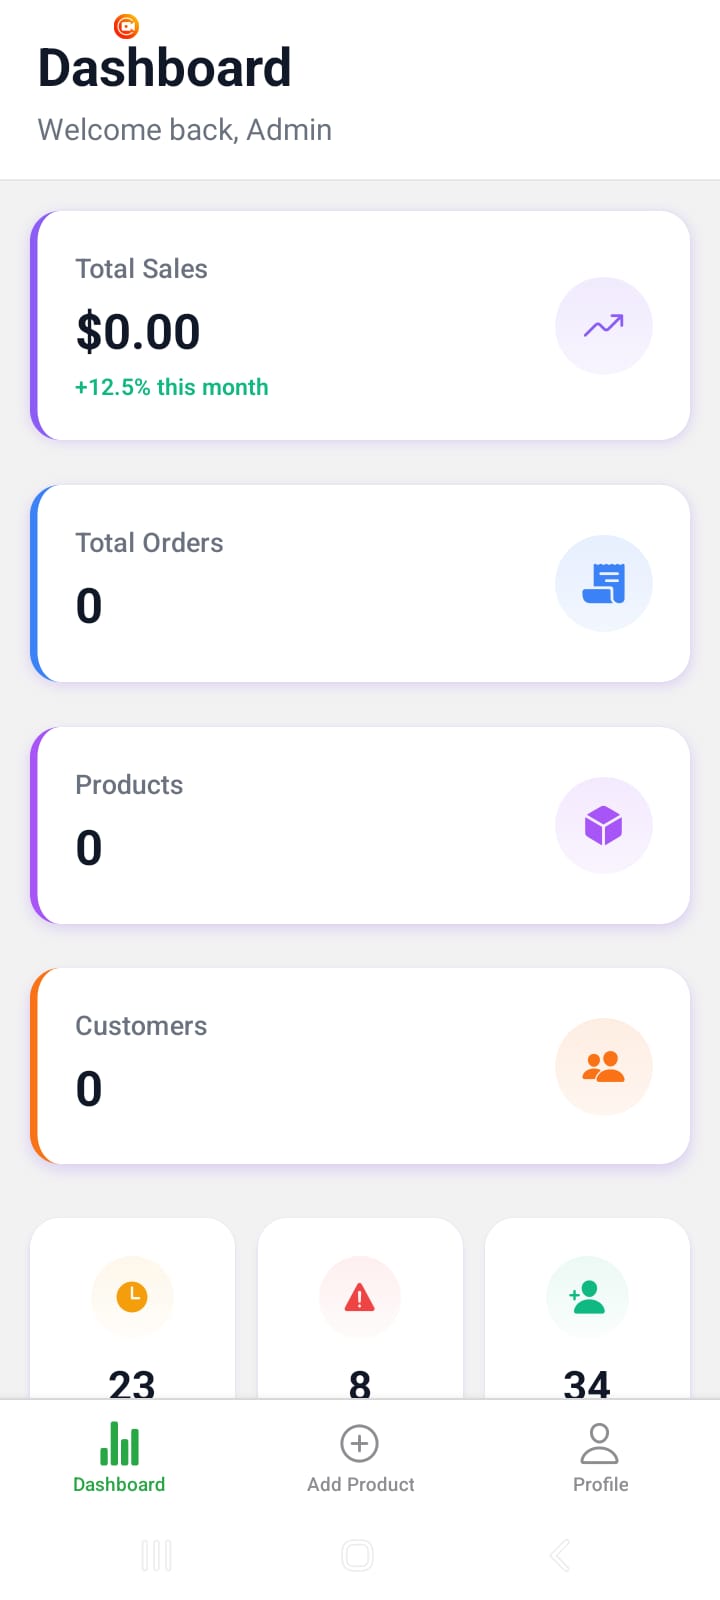 Dashboard
Welcome back, Admin
Total Sales
$0.00
+12.5% this month
Total Orders
0
Products
0
Customers
0
23
8
34
Dashboard
Add Product
Profile